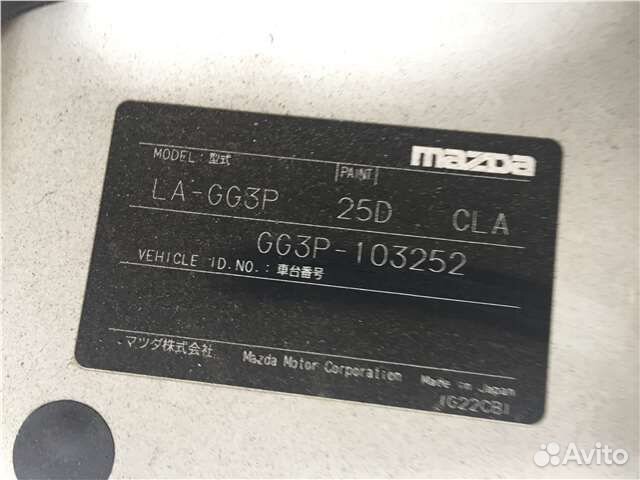 MODEL: 型式 PAINT mazda
LA-GG3P 25D CLA
GG3P-103252
VEHICLE ID.NO.: 車台番号
マツダ株式会社 Mazda Motor Corporation Made in Japan
1G22CB1
Avito